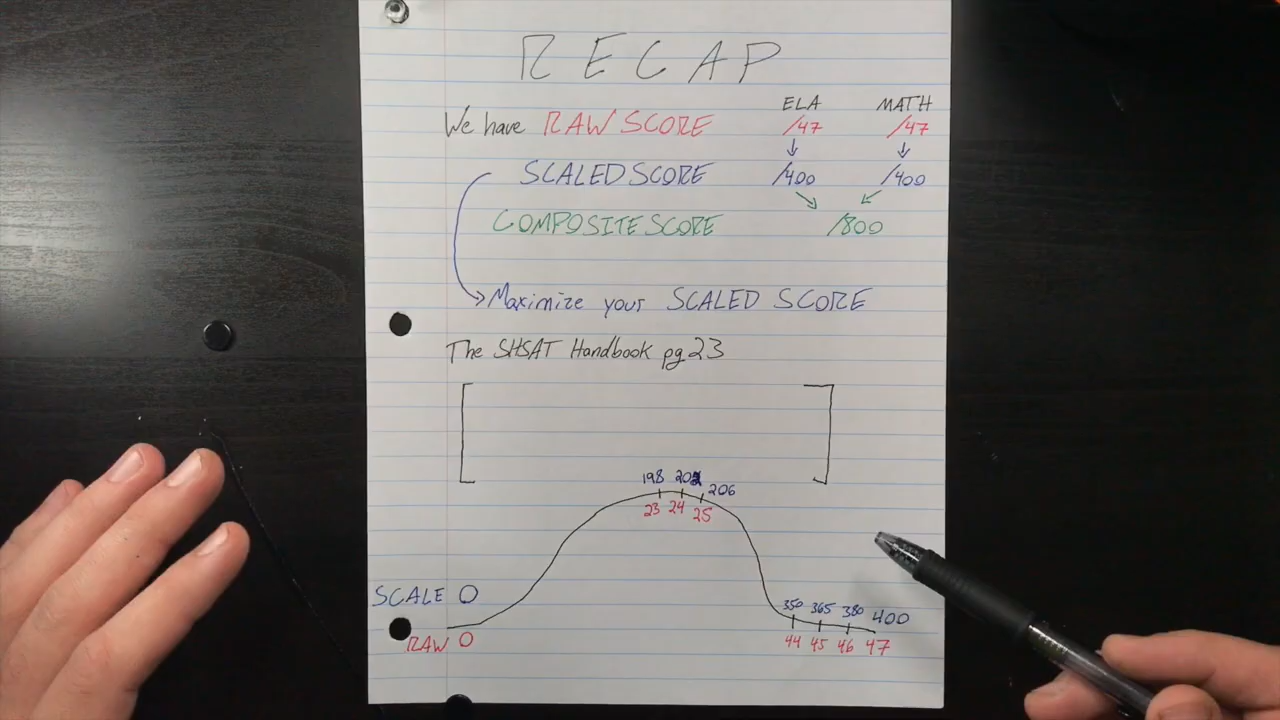 RECAP
ELA MATH
We have RAW SCORE /47 /47
SCALED SCORE /400 /400
COMPOSITE SCORE /800
Maximize your SCALED SCORE
The SHSAT Handbook pg 23
198 202 206
23 24 25
SCALE 0 350 365 380 400
RAW 0 44 45 46 47